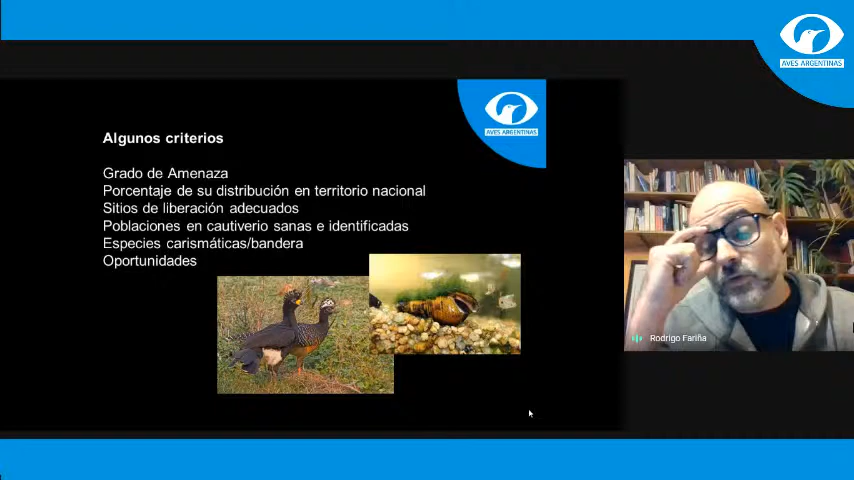 AVES ARGENTINAS
AVES ARGENTINAS
Algunos criterios
Grado de Amenaza
Porcentaje de su distribución en territorio nacional
Sitios de liberación adecuados
Poblaciones en cautiverio sanas e identificadas
Especies carismáticas/bandera
Oportunidades
Rodrigo Fariña